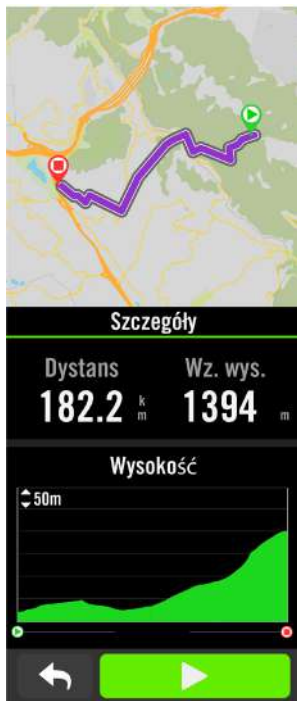 Szczegóły
Dystans Wz. wys.
182.2 km 1394 m
Wysokość
50m